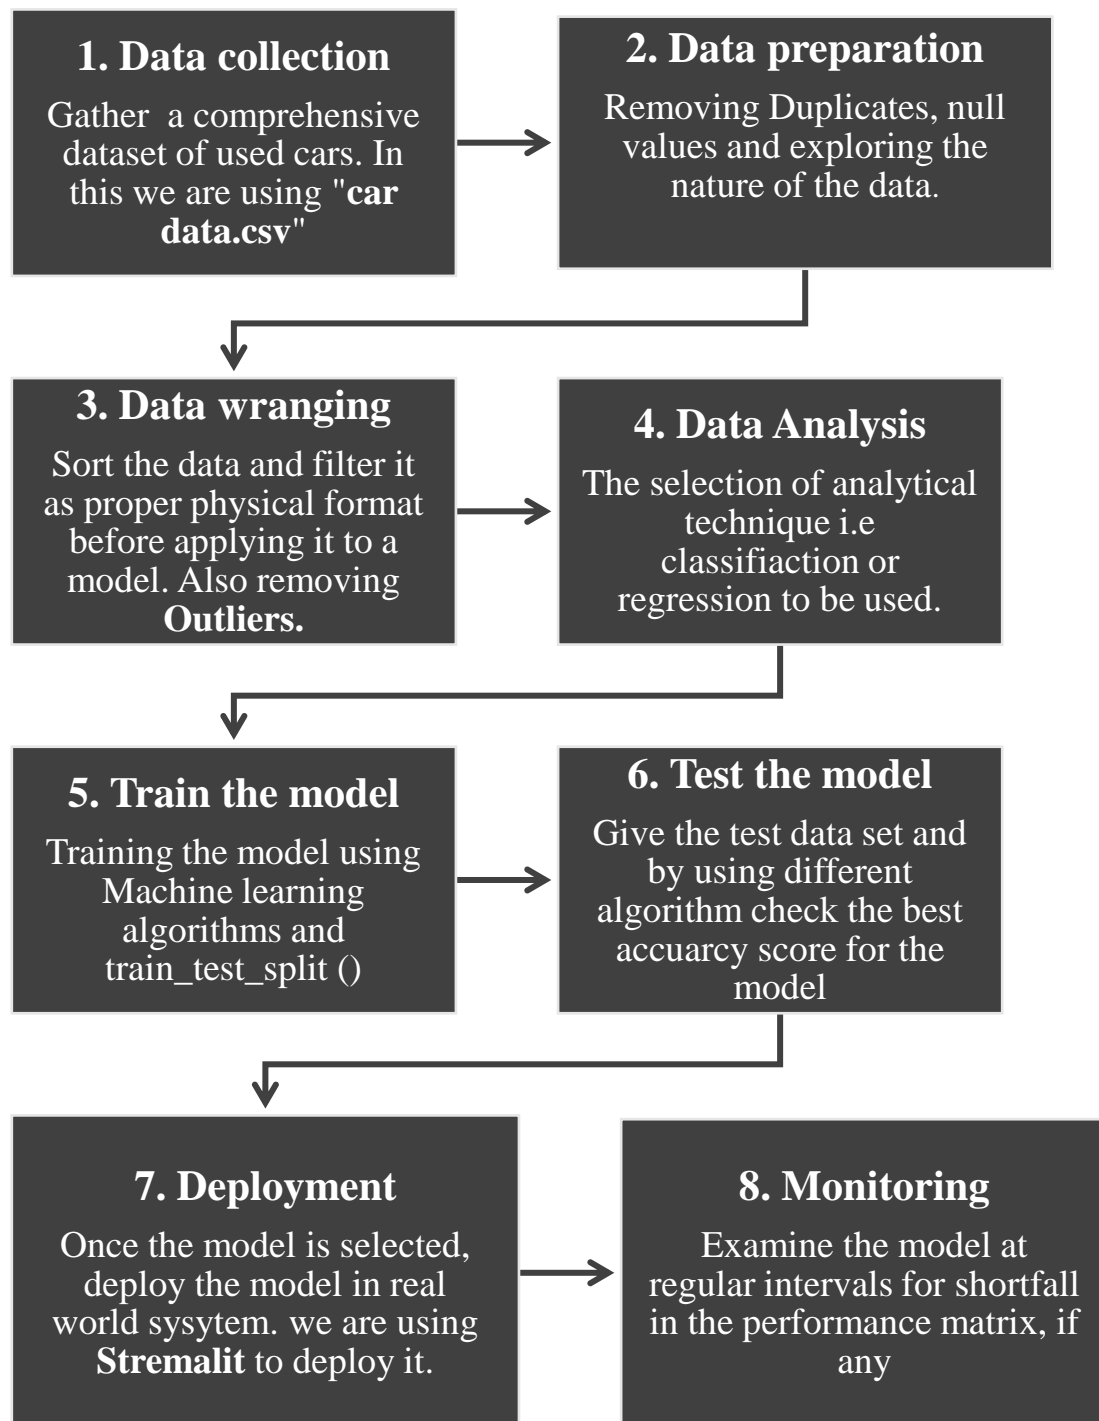 1. Data collection
Gather  a comprehensive
dataset of used cars. In
this we are using "car
data.csv"
2. Data preparation
Removing Duplicates, null
values and exploring the
nature of the data.
3. Data wranging
Sort the data and filter it
as proper physical format
before applying it to a
model. Also removing
Outliers.
4. Data Analysis
The selection of analytical
technique i.e
classifiaction or
regression to be used.
5. Train the model
Training the model using
Machine learning
algorithms and
train_test_split ()
6. Test the model
Give the test data set and
by using different
algorithm check the best
accuarcy score for the
model
7. Deployment
Once the model is selected,
deploy the model in real
world sysytem. we are using
Stremalit to deploy it.
8. Monitoring
Examine the model at
regular intervals for shortfall
in the performance matrix, if
any